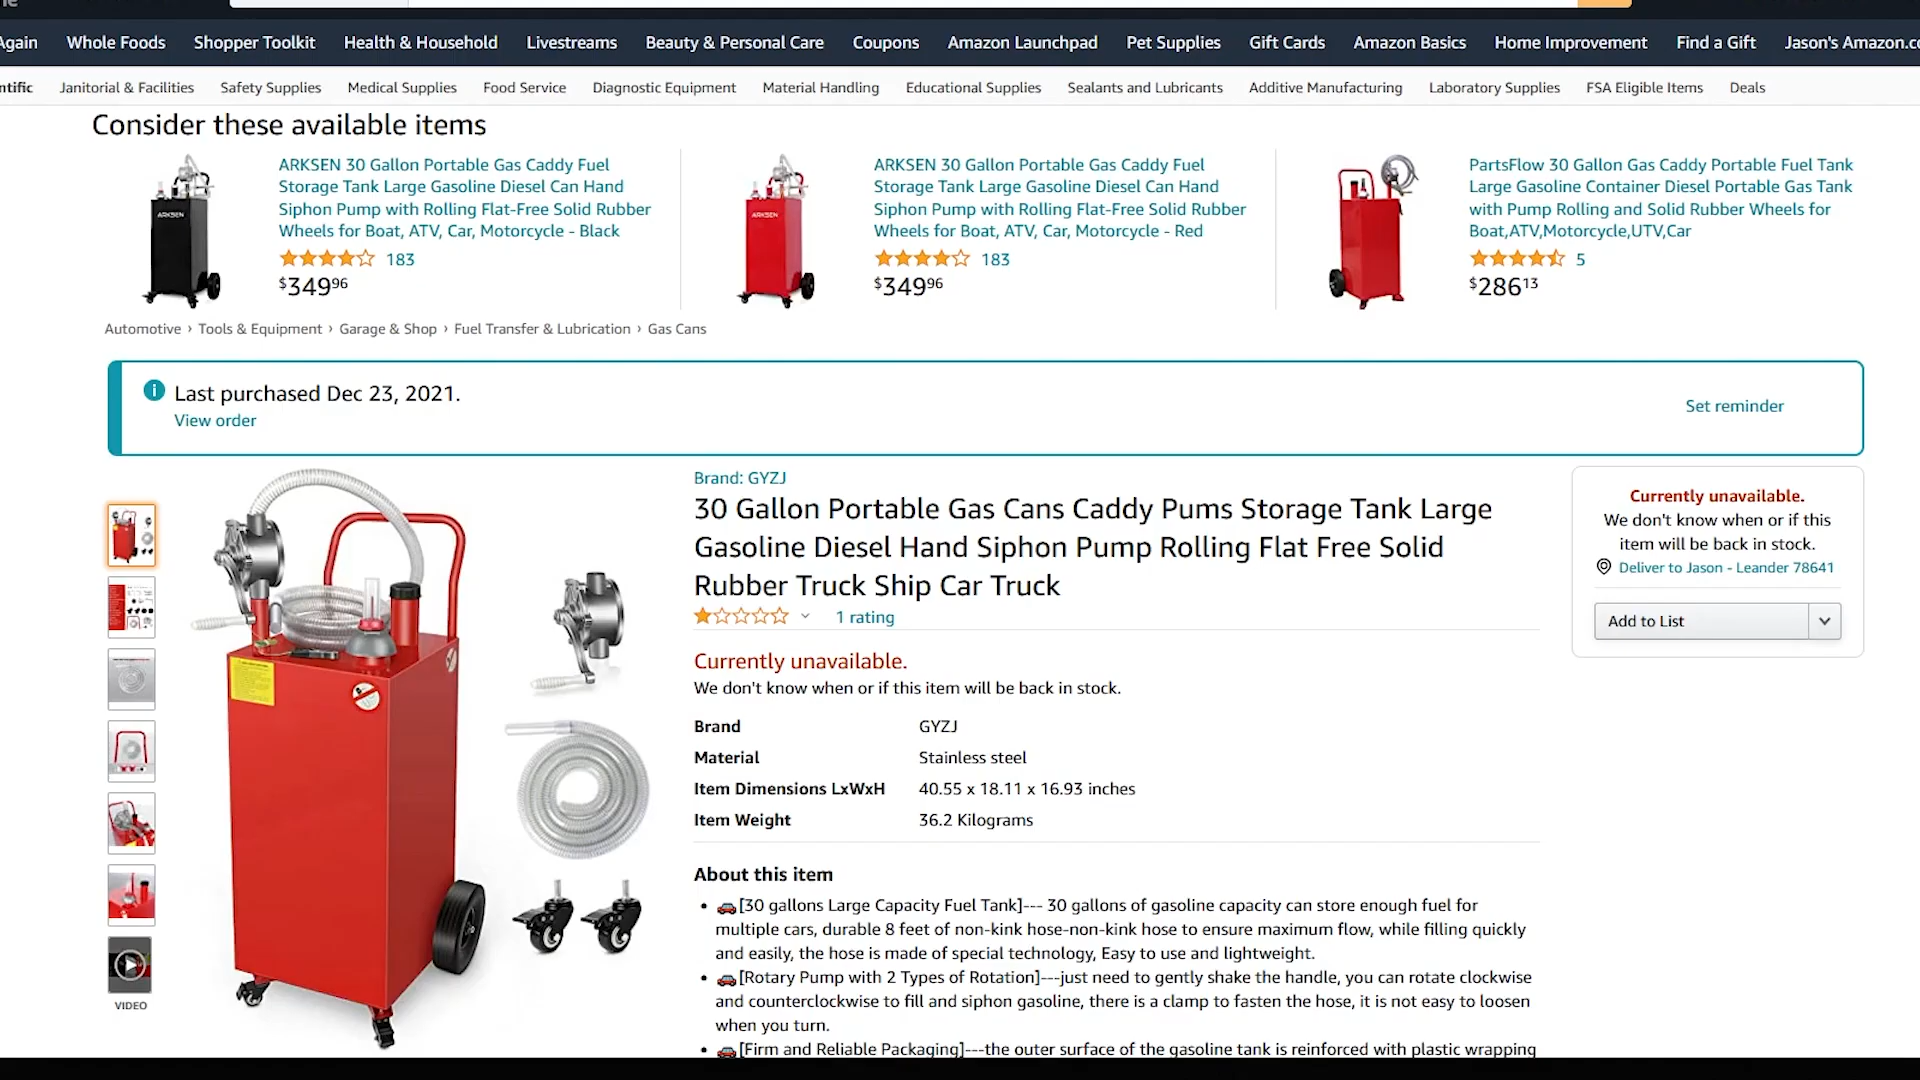 Again Whole Foods Shopper Toolkit Health & Household Livestreams Beauty & Personal Care Coupons Amazon Launchpad Pet Supplies Gift Cards Amazon Basics Home Improvement Find a Gift Jason's Amazon.co
ntific Janitorial & Facilities Safety Supplies Medical Supplies Food Service Diagnostic Equipment Material Handling Educational Supplies Sealants and Lubricants Additive Manufacturing Laboratory Supplies FSA Eligible Items Deals
Consider these available items
ARKSEN 30 Gallon Portable Gas Caddy Fuel
Storage Tank Large Gasoline Diesel Can Hand
Siphon Pump with Rolling Flat-Free Solid Rubber
Wheels for Boat, ATV, Car, Motorcycle - Black
183
$349.96
ARKSEN
ARKSEN 30 Gallon Portable Gas Caddy Fuel
Storage Tank Large Gasoline Diesel Can Hand
Siphon Pump with Rolling Flat-Free Solid Rubber
Wheels for Boat, ATV, Car, Motorcycle - Red
183
$349.96
ARKSEN
PartsFlow 30 Gallon Gas Caddy Portable Fuel Tank
Large Gasoline Container Diesel Portable Gas Tank
with Pump Rolling and Solid Rubber Wheels for
Boat,ATV,Motorcycle,UTV,Car
5
$286.13
Automotive › Tools & Equipment › Garage & Shop › Fuel Transfer & Lubrication › Gas Cans
Last purchased Dec 23, 2021.
View order
Set reminder
VIDEO
Brand: GYZJ
30 Gallon Portable Gas Cans Caddy Pums Storage Tank Large
Gasoline Diesel Hand Siphon Pump Rolling Flat Free Solid
Rubber Truck Ship Car Truck
1 rating
Currently unavailable.
We don't know when or if this item will be back in stock.
Brand GYZJ
Material Stainless steel
Item Dimensions LxWxH 40.55 x 18.11 x 16.93 inches
Item Weight 36.2 Kilograms
About this item
• [30 gallons Large Capacity Fuel Tank]--- 30 gallons of gasoline capacity can store enough fuel for
multiple cars, durable 8 feet of non-kink hose-non-kink hose to ensure maximum flow, while filling quickly
and easily, the hose is made of special technology, Easy to use and lightweight.
• [Rotary Pump with 2 Types of Rotation]---just need to gently shake the handle, you can rotate clockwise
and counterclockwise to fill and siphon gasoline, there is a clamp to fasten the hose, it is not easy to loosen
when you turn.
• [Firm and Reliable Packaging]---the outer surface of the gasoline tank is reinforced with plastic wrapping
Currently unavailable.
We don't know when or if this
item will be back in stock.
Deliver to Jason - Leander 78641
Add to List